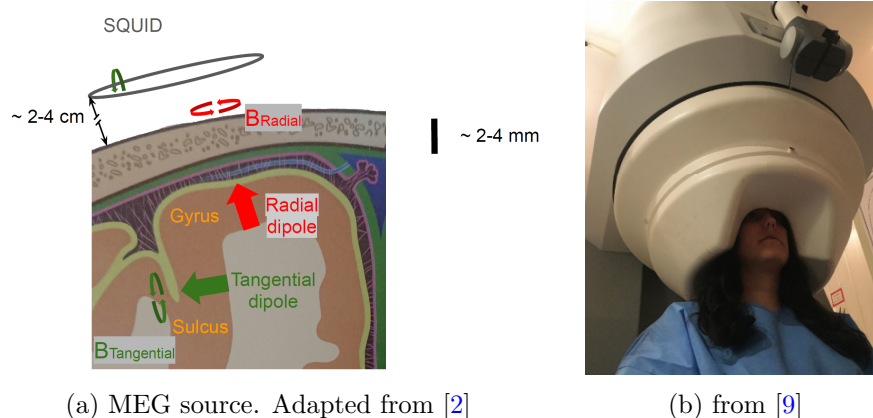 SQUID
~ 2-4 cm
BRadial
~ 2-4 mm
Gyrus
Radial
dipole
Tangential
dipole
Sulcus
BTangential
(a) MEG source. Adapted from [2]
(b) from [9]